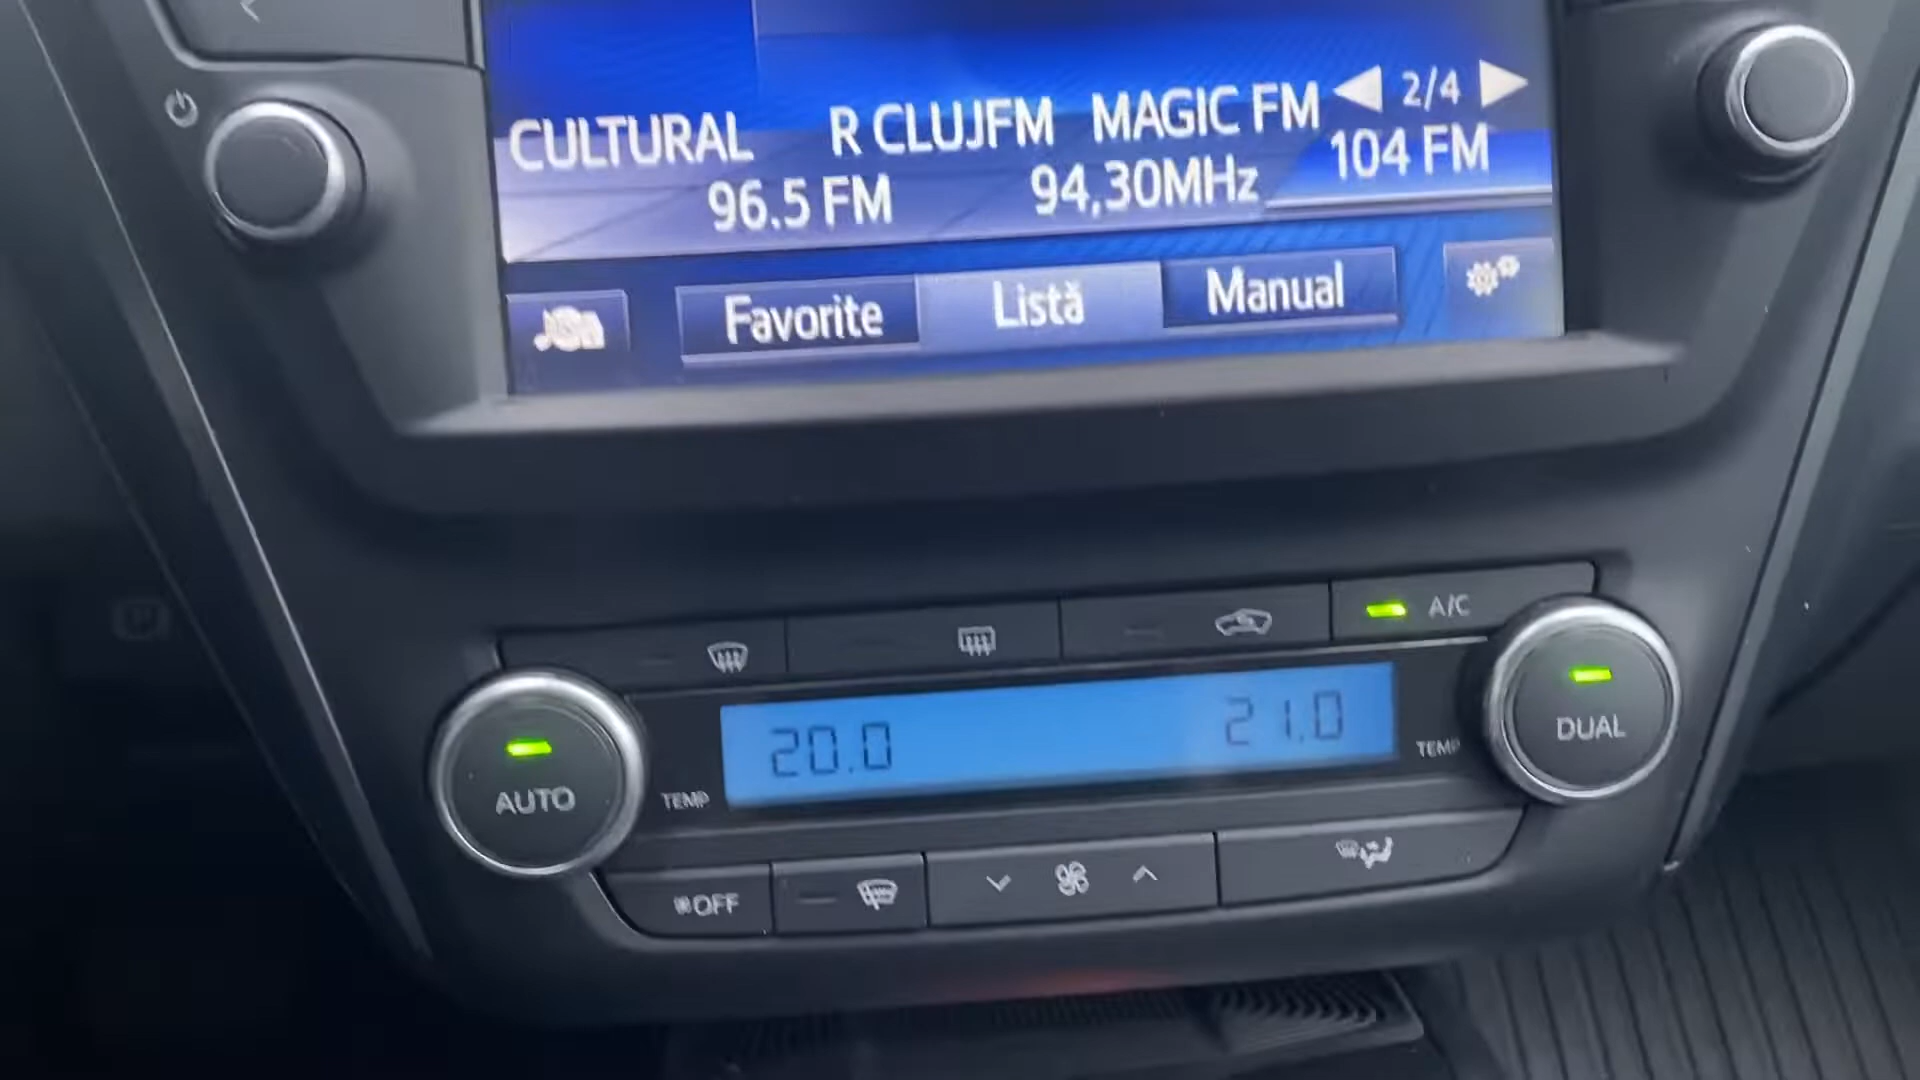 CULTURAL R CLUJFM MAGIC FM 2/4
96.5 FM 94,30MHz 104 FM
Favorite Listă Manual
A/C
20.0 21.0
AUTO TEMP TEMP DUAL
OFF